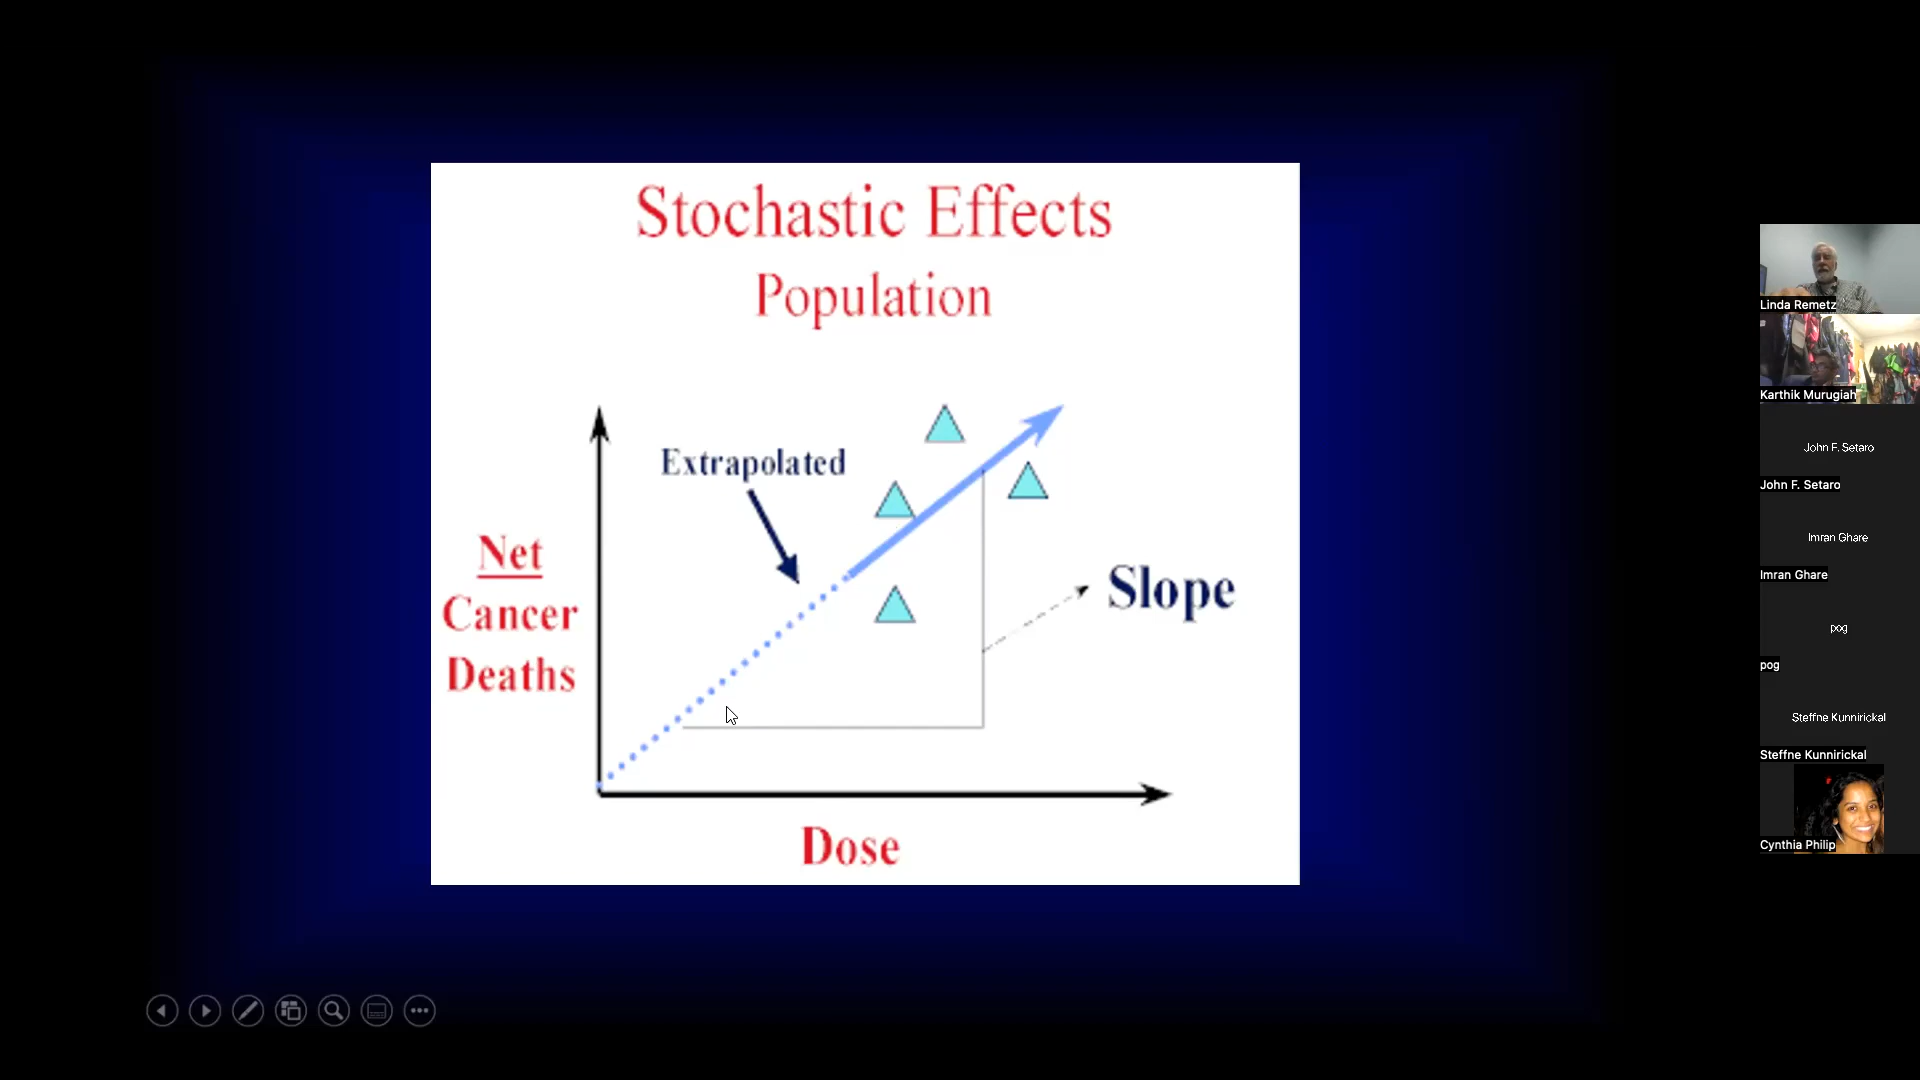 Stochastic Effects
Population
Extrapolated
Net
Cancer
Deaths
Slope
Dose
Linda Remetz
Karthik Murugiah
John F. Setaro
John F. Setaro
Imran Ghare
Imran Ghare
pog
pog
Steffne Kunnirickal
Steffne Kunnirickal
Cynthia Philip